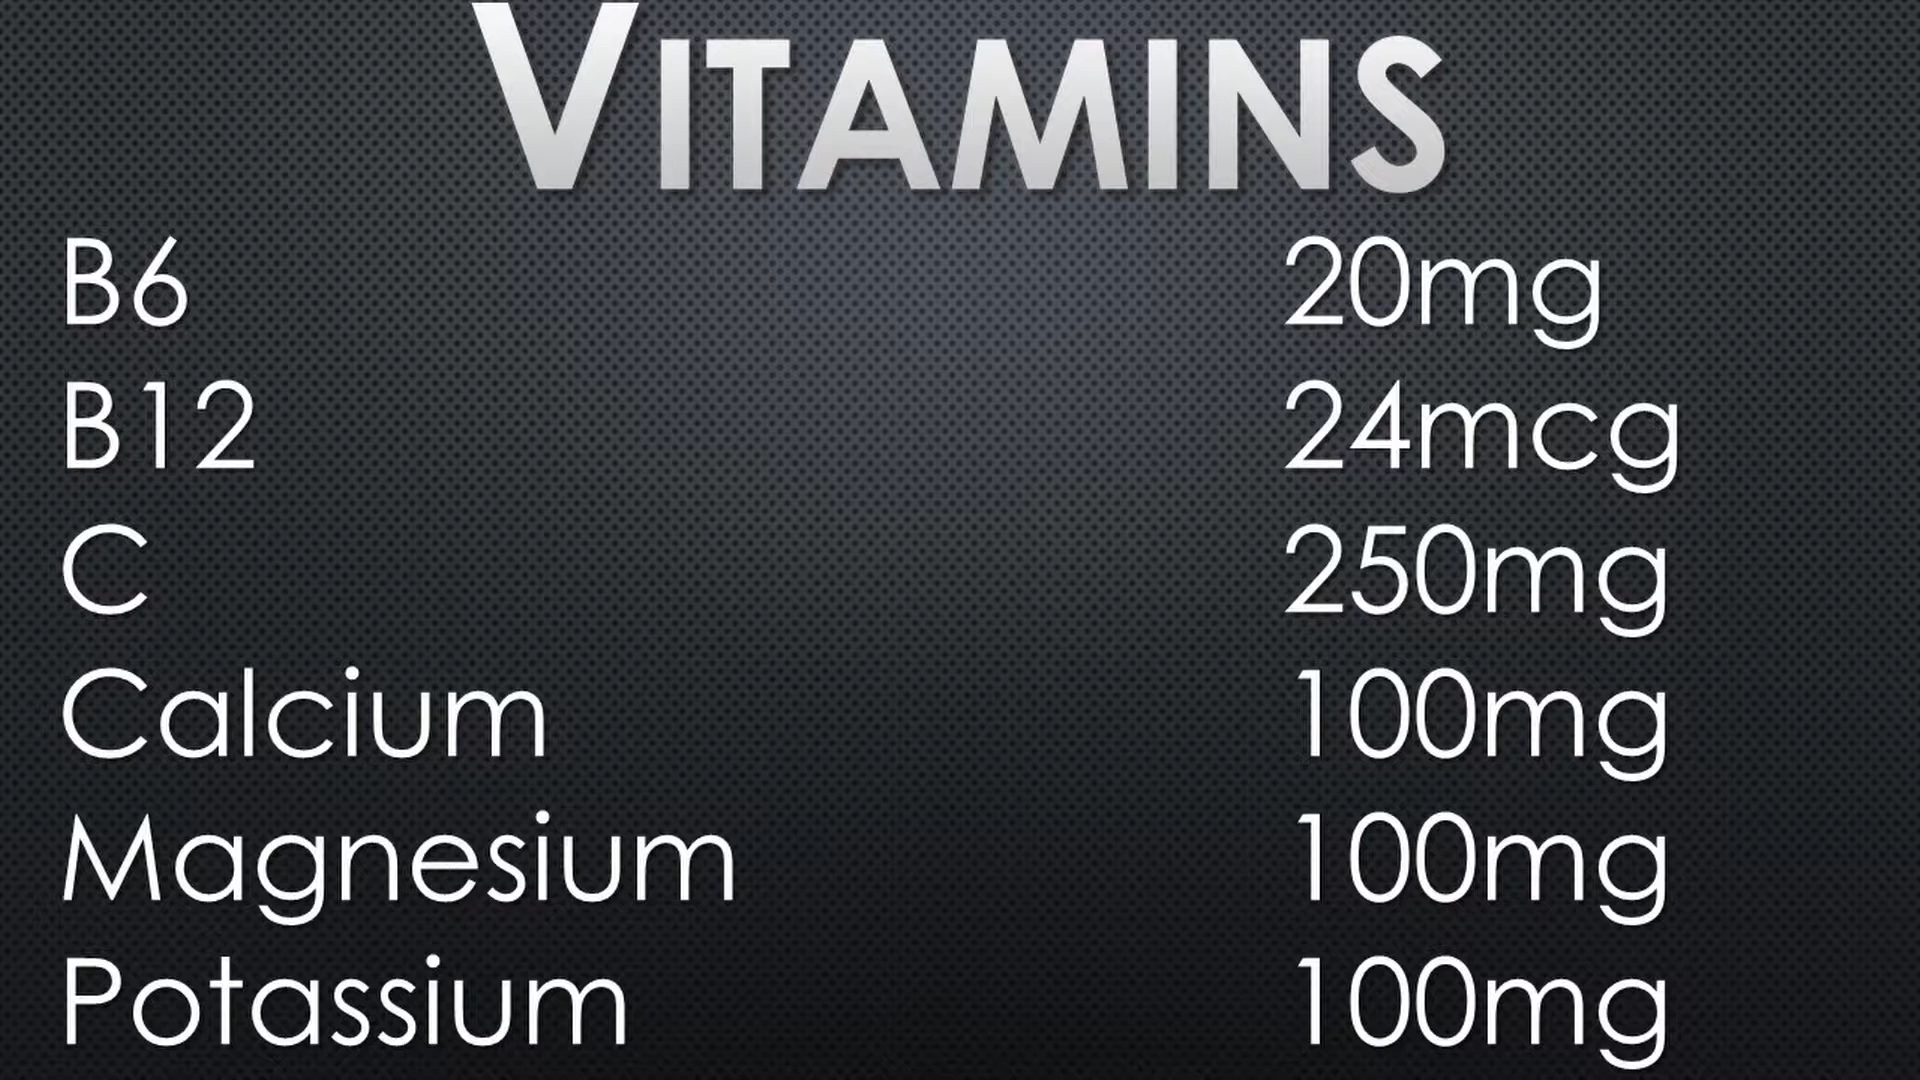 VITAMINS
B6 20mg
B12 24mcg
C 250mg
Calcium 100mg
Magnesium 100mg
Potassium 100mg